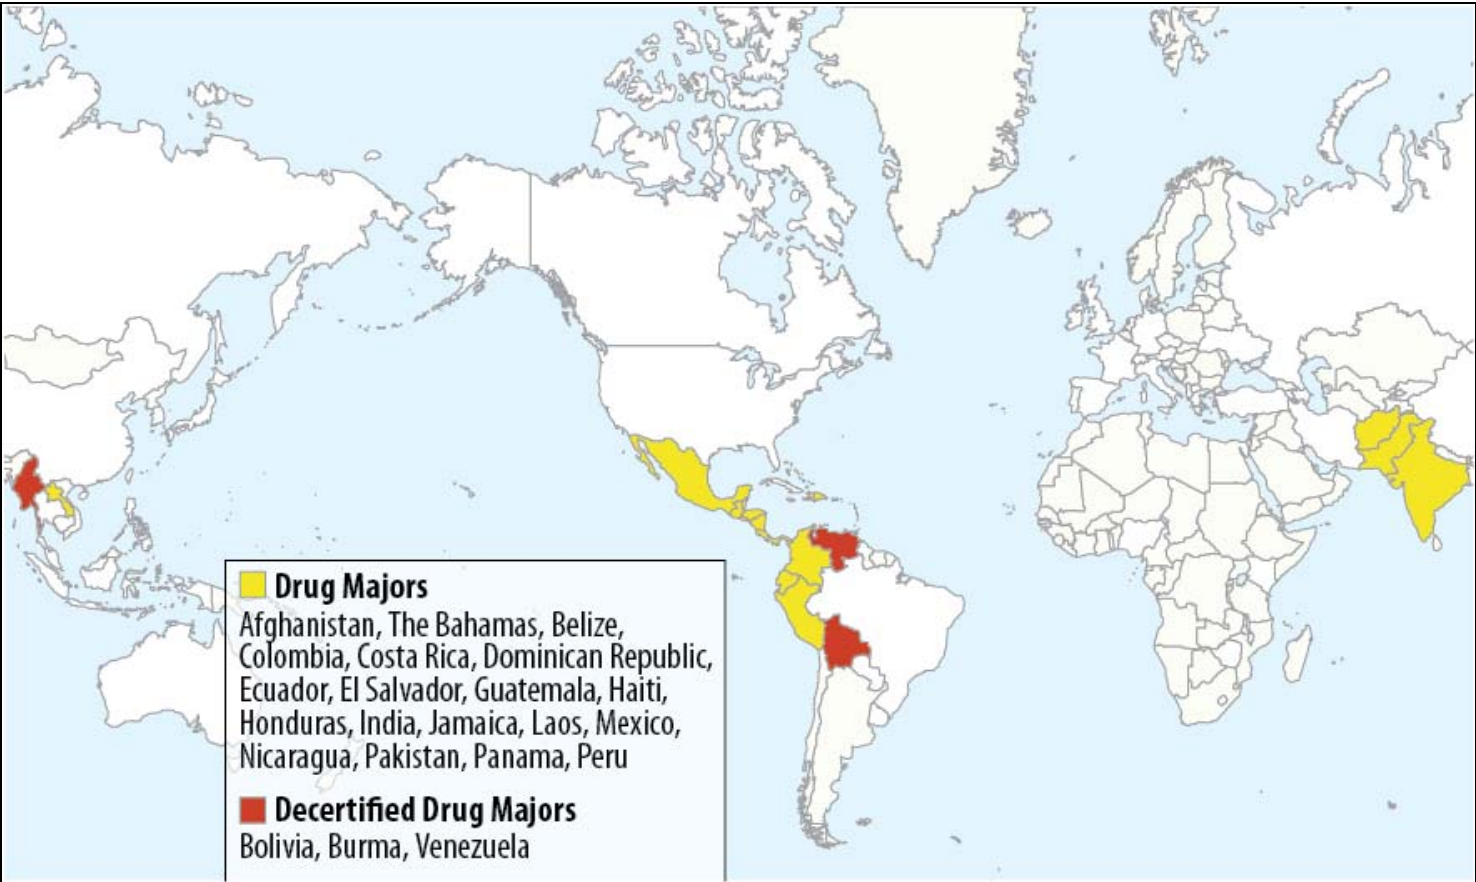 Drug Majors
Afghanistan, The Bahamas, Belize,
Colombia, Costa Rica, Dominican Republic,
Ecuador, El Salvador, Guatemala, Haiti,
Honduras, India, Jamaica, Laos, Mexico,
Nicaragua, Pakistan, Panama, Peru
Decertified Drug Majors
Bolivia, Burma, Venezuela